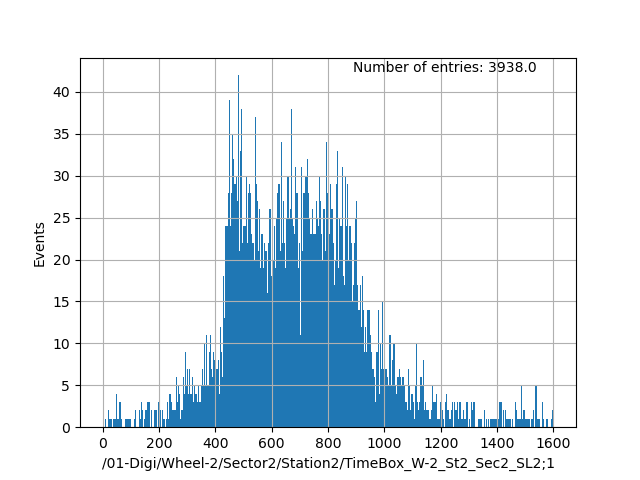 Number of entries: 3938.0
40
35
30
25
20
15
10
5
0
Events
0 200 400 600 800 1000 1200 1400 1600
/01-Digi/Wheel-2/Sector2/Station2/TimeBox_W-2_St2_Sec2_SL2;1